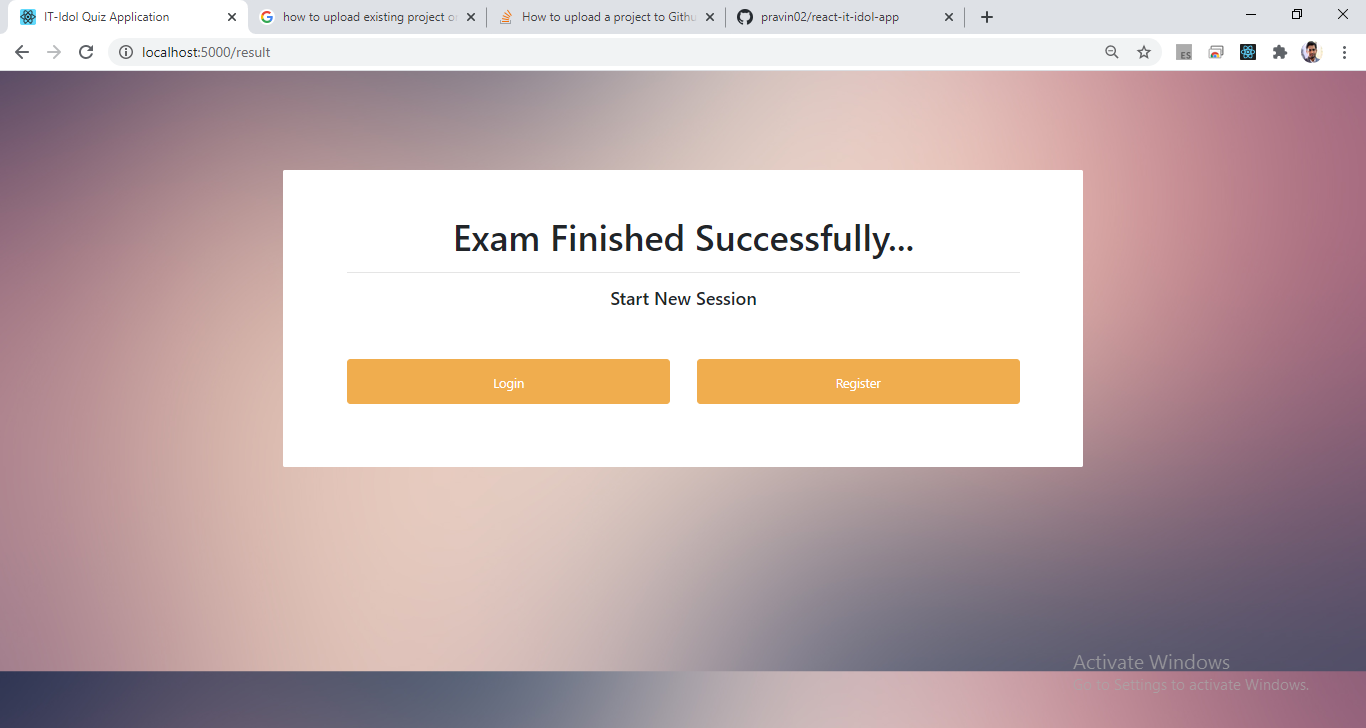 IT-Idol Quiz Application
how to upload existing project o
How to upload a project to Githu
pravin02/react-it-idol-app
localhost:5000/result
ES
Exam Finished Successfully...
Start New Session
Login
Register
Activate Windows
Go to Settings to activate Windows.